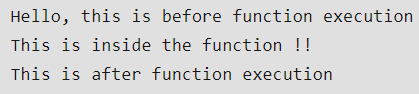 Hello, this is before function execution
This is inside the function !!
This is after function execution